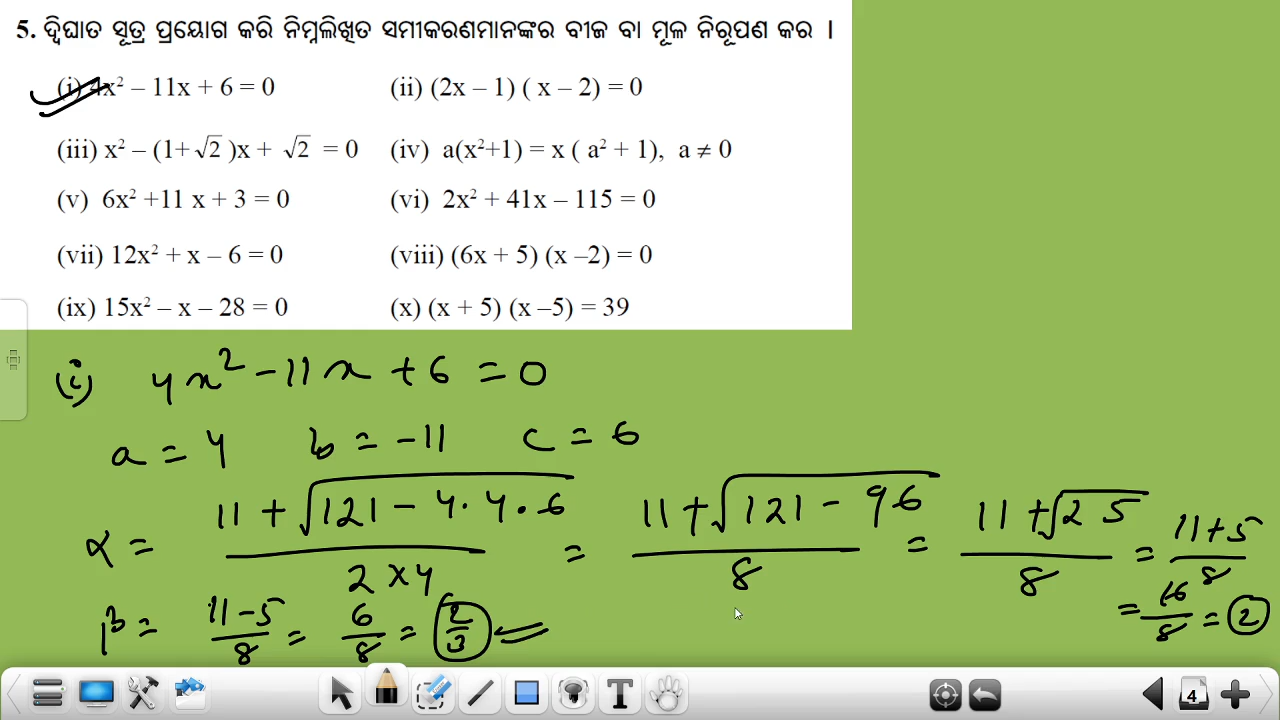 5. ଦ୍ୱିଘାତ ସୂତ୍ର ପ୍ରୟୋଗ କରି ନିମ୍ନଲିଖିତ ସମୀକରଣମାନଙ୍କର ବୀଜ ବା ମୂଳ ନିରୂପଣ କର ।
(i) 4x² – 11x + 6 = 0 (ii) (2x – 1) ( x – 2) = 0
(iii) x² – (1+ √2 )x + √2 = 0 (iv) a(x²+1) = x ( a² + 1), a ≠ 0
(v) 6x² +11 x + 3 = 0 (vi) 2x² + 41x – 115 = 0
(vii) 12x² + x – 6 = 0 (viii) (6x + 5) (x –2) = 0
(ix) 15x² – x – 28 = 0 (x) (x + 5) (x –5) = 39
(i) 4x² - 11x + 6 = 0
a = 4 b = -11 c = 6
α = (11 + √(121 - 4·4·6))/(2×4) = (11 + √(121 - 96))/8 = (11 + √25)/8 = (11+5)/8
= 16/8 = 2
β = (11-5)/8 = 6/8 = 2/3
T 4